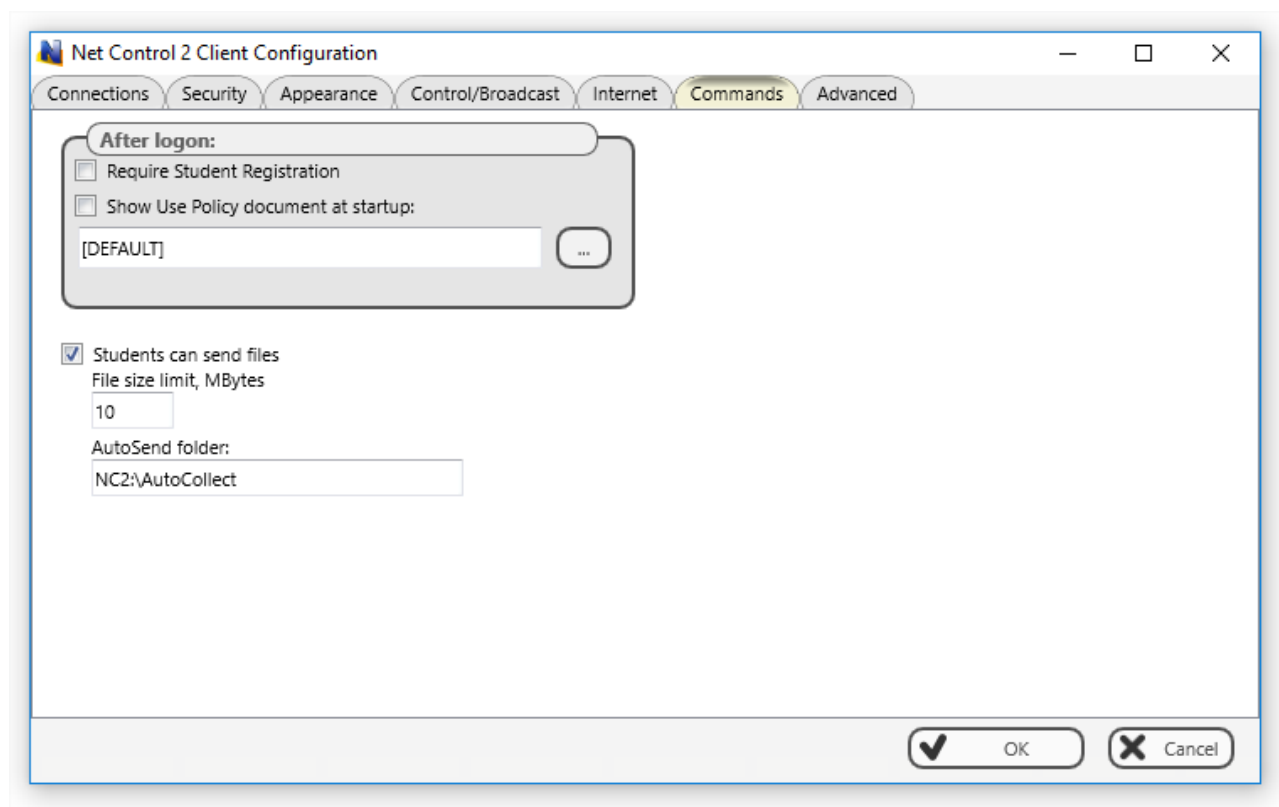 Net Control 2 Client Configuration
Connections Security Appearance Control/Broadcast Internet Commands Advanced
After logon:
Require Student Registration
Show Use Policy document at startup:
[DEFAULT] ...
Students can send files
File size limit, MBytes
10
AutoSend folder:
NC2:\AutoCollect
OK Cancel